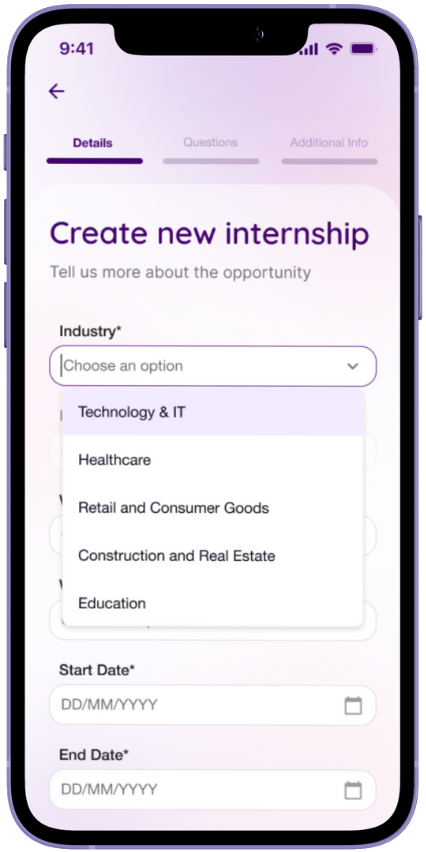 9:41
Details Questions Additional Info
Create new internship
Tell us more about the opportunity
Industry*
Choose an option
Technology & IT
Healthcare
Retail and Consumer Goods
Construction and Real Estate
Education
Start Date*
DD/MM/YYYY
End Date*
DD/MM/YYYY